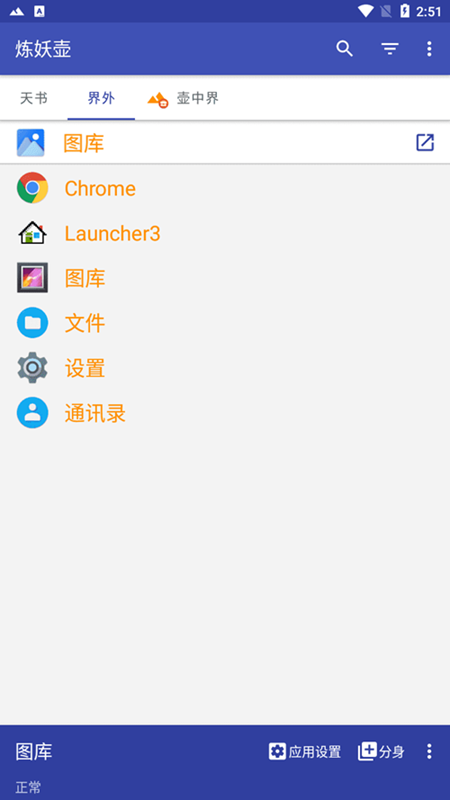 2:51
炼妖壶
天书 界外 壶中界
图库
Chrome
Launcher3
图库
文件
设置
通讯录
图库 应用设置 分身
正常